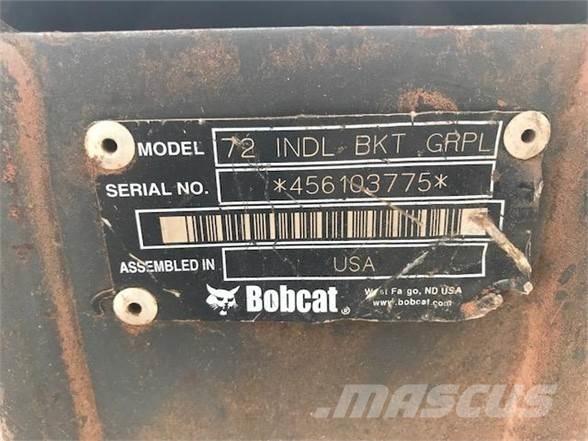 MODEL 72 INDL BKT GRPL
SERIAL NO. *456103775*
ASSEMBLED IN USA
Bobcat®
West Fargo, ND USA
www.bobcat.com
MASCUS